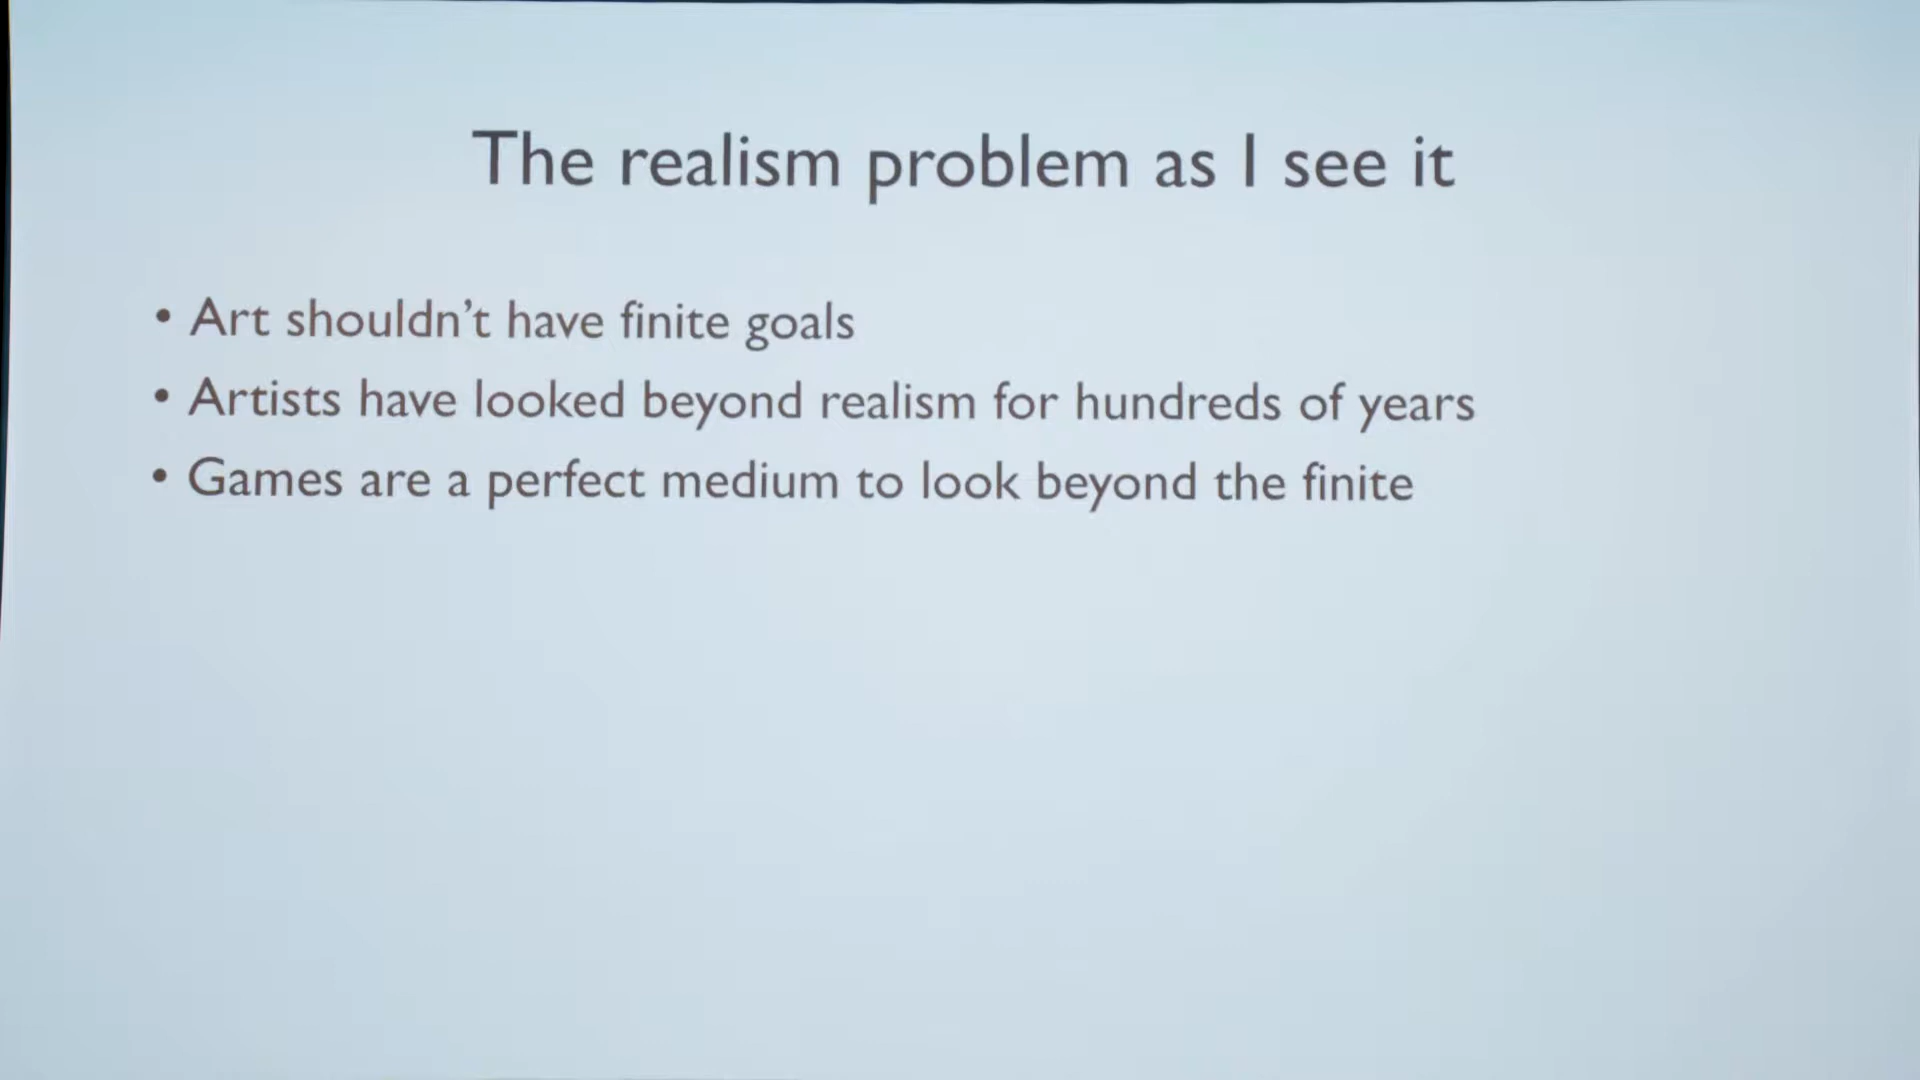 The realism problem as I see it
• Art shouldn't have finite goals
• Artists have looked beyond realism for hundreds of years
• Games are a perfect medium to look beyond the finite